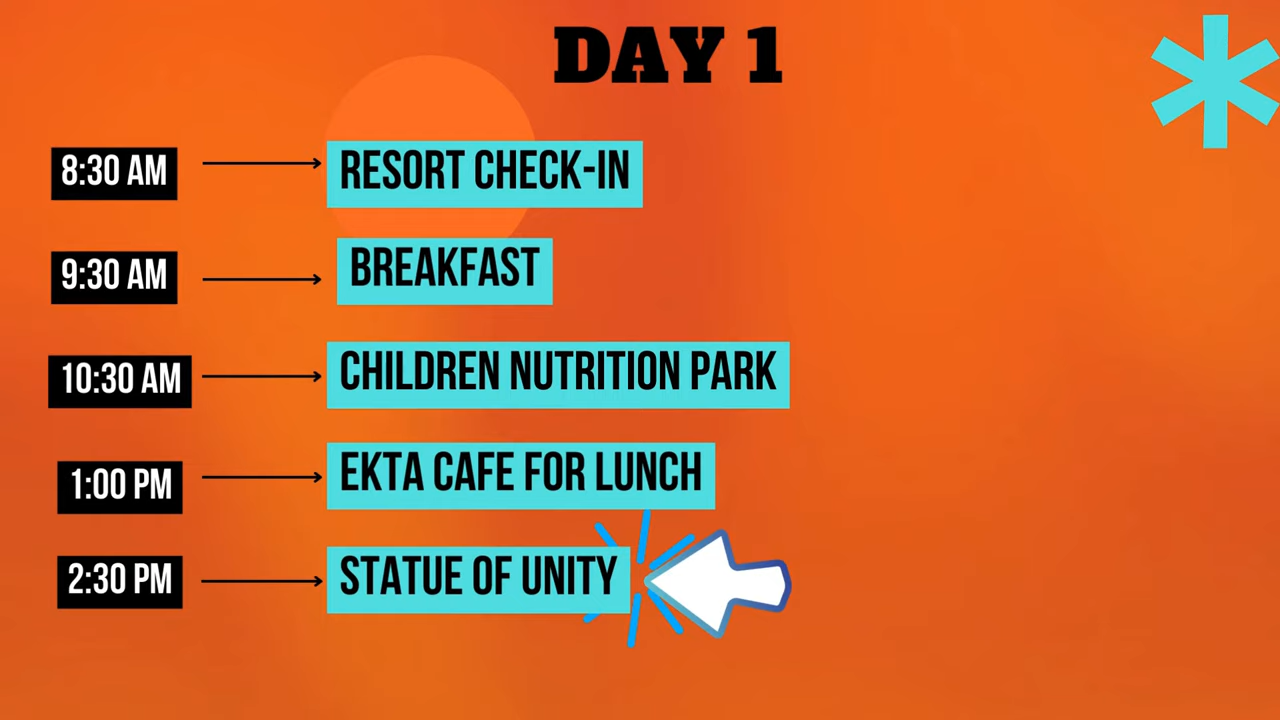 DAY 1
8:30 AM RESORT CHECK-IN
9:30 AM BREAKFAST
10:30 AM CHILDREN NUTRITION PARK
1:00 PM EKTA CAFE FOR LUNCH
2:30 PM STATUE OF UNITY